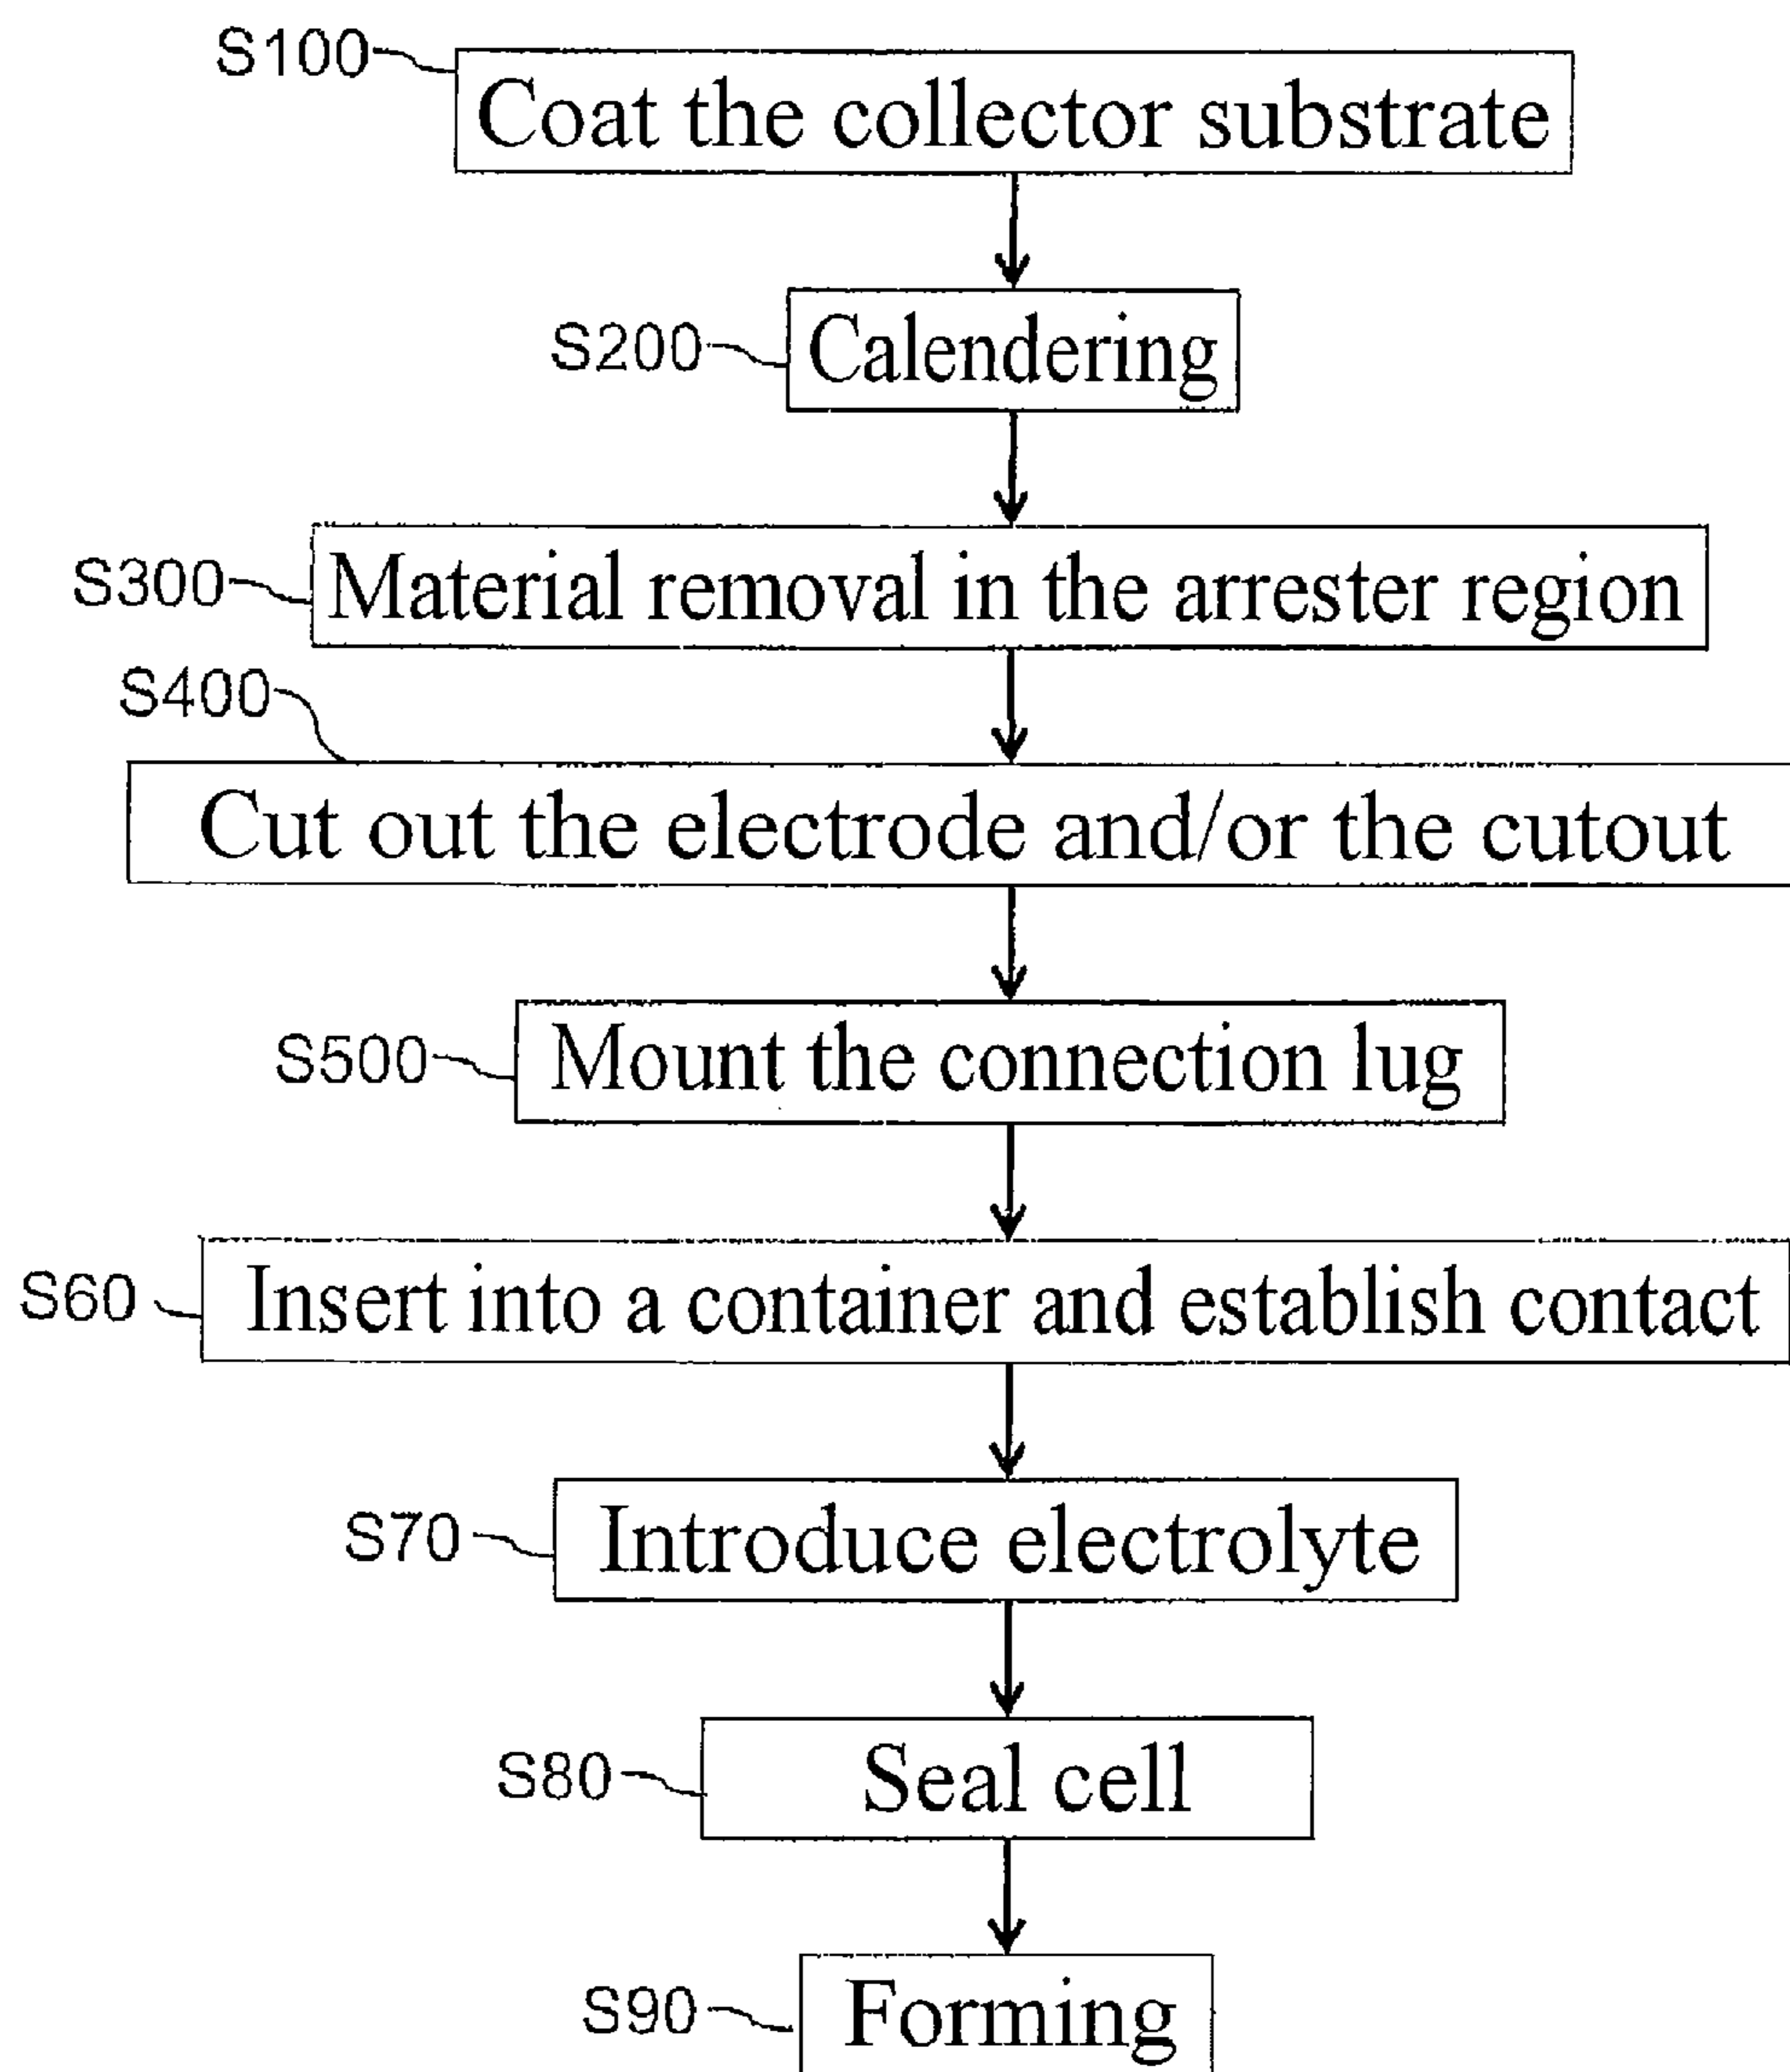 S100
Coat the collector substrate
S200
Calendering
S300
Material removal in the arrester region
S400
Cut out the electrode and/or the cutout
S500
Mount the connection lug
S60
Insert into a container and establish contact
S70
Introduce electrolyte
S80
Seal cell
S90
Forming